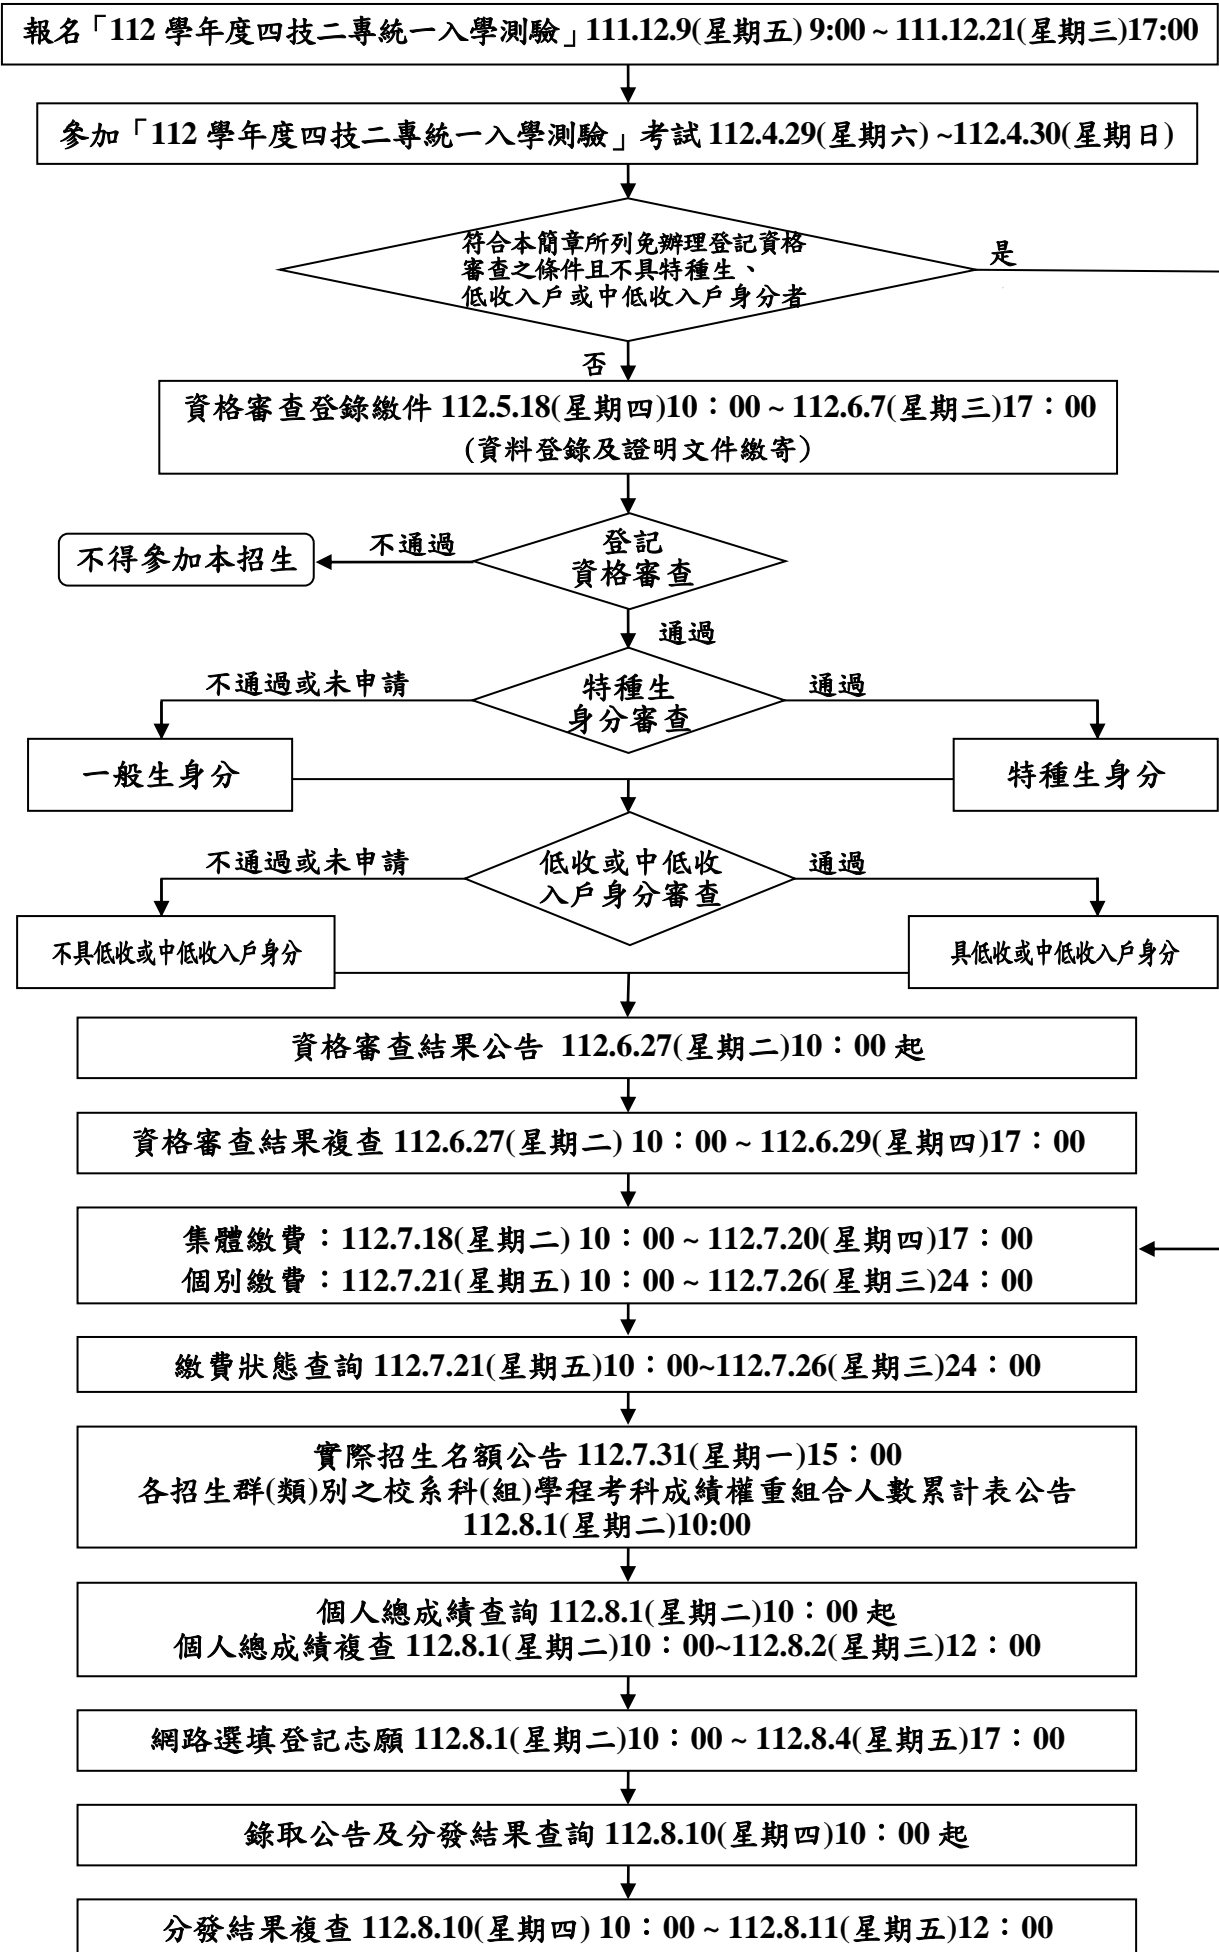 報名「112 學年度四技二專統一入學測驗」111.12.9(星期五) 9:00 ~ 111.12.21(星期三)17:00
參加「112 學年度四技二專統一入學測驗」考試 112.4.29(星期六) ~112.4.30(星期日)
符合本簡章所列免辦理登記資格
審查之條件且不具特種生、
低收入戶或中低收入戶身分者
是
否
資格審查登錄繳件 112.5.18(星期四)10：00 ~ 112.6.7(星期三)17：00
(資料登錄及證明文件繳寄)
登記
資格審查
不通過
不得參加本招生
通過
特種生
身分審查
不通過或未申請
通過
一般生身分
特種生身分
低收或中低收
入戶身分審查
不通過或未申請
通過
不具低收或中低收入戶身分
具低收或中低收入戶身分
資格審查結果公告 112.6.27(星期二)10：00 起
資格審查結果複查 112.6.27(星期二) 10：00 ~ 112.6.29(星期四)17：00
集體繳費：112.7.18(星期二) 10：00 ~ 112.7.20(星期四)17：00
個別繳費：112.7.21(星期五) 10：00 ~ 112.7.26(星期三)24：00
繳費狀態查詢 112.7.21(星期五)10：00~112.7.26(星期三)24：00
實際招生名額公告 112.7.31(星期一)15：00
各招生群(類)別之校系科(組)學程考科成績權重組合人數累計表公告
112.8.1(星期二)10:00
個人總成績查詢 112.8.1(星期二)10：00 起
個人總成績複查 112.8.1(星期二)10：00~112.8.2(星期三)12：00
網路選填登記志願 112.8.1(星期二)10：00 ~ 112.8.4(星期五)17：00
錄取公告及分發結果查詢 112.8.10(星期四)10：00 起
分發結果複查 112.8.10(星期四) 10：00 ~ 112.8.11(星期五)12：00